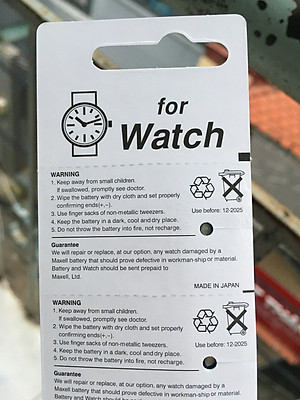 for
Watch
WARNING
1. Keep away from small children.
If swallowed, promptly see doctor.
2. Wipe the battery with dry cloth and set properly
confirming ends(+,−).
3. Use finger sacks of non-metallic tweezers.
4. Keep the battery in a dark, cool and dry place.
5. Do not throw the battery into fire, not recharge.
Use before: 12-2025
Guarantee
We will repair or replace, at our option, any watch damaged by a
Maxell battery that should prove defective in workman-ship or material.
Battery and Watch should be sent prepaid to
Maxell, Ltd.
MADE IN JAPAN
WARNING
1. Keep away from small children.
If swallowed, promptly see doctor.
2. Wipe the battery with dry cloth and set properly
confirming ends(+,−).
3. Use finger sacks of non-metallic tweezers.
4. Keep the battery in a dark, cool and dry place.
5. Do not throw the battery into fire, not recharge.
Use before: 12-2025
Guarantee
We will repair or replace, at our option, any watch damaged by a
Maxell battery that should prove defective in workman-ship or material.
Battery and Watch should be